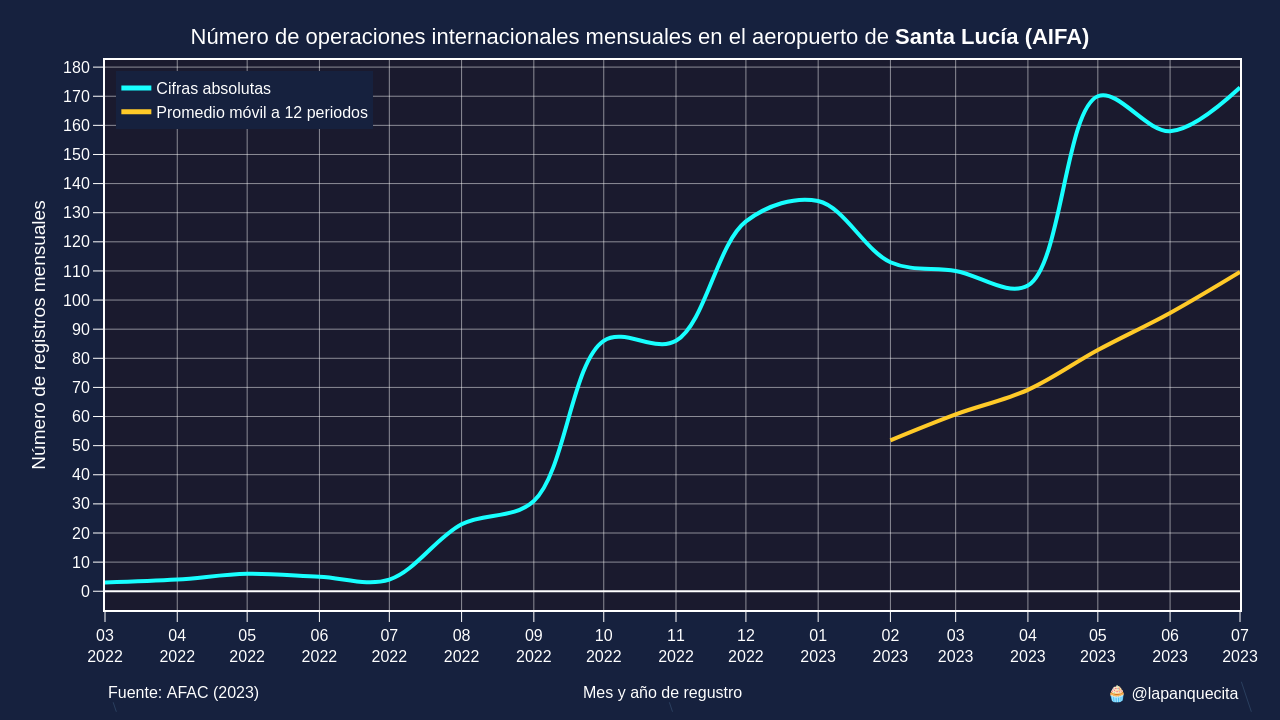 Número de operaciones internacionales mensuales en el aeropuerto de Santa Lucía (AIFA)
Cifras absolutas
Promedio móvil a 12 periodos
Número de registros mensuales
180
170
160
150
140
130
120
110
100
90
80
70
60
50
40
30
20
10
0
03 04 05 06 07 08 09 10 11 12 01 02 03 04 05 06 07
2022 2022 2022 2022 2022 2022 2022 2022 2022 2022 2023 2023 2023 2023 2023 2023 2023
Fuente: AFAC (2023) Mes y año de regustro 🧁 @lapanquecita